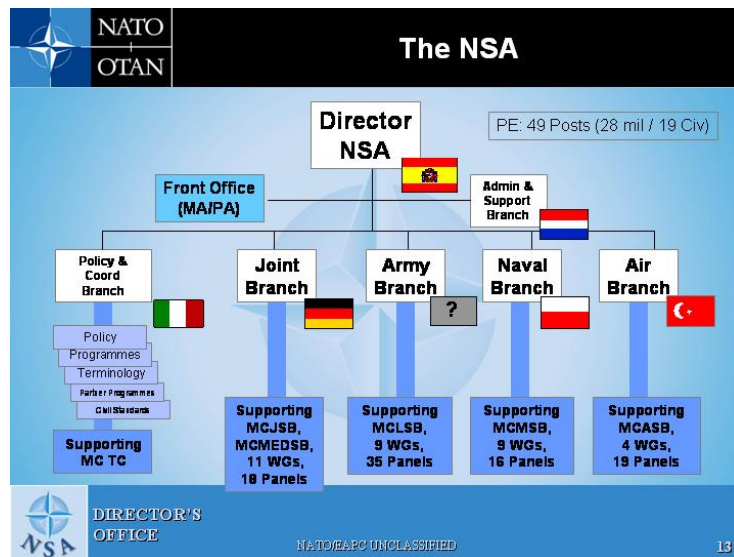 NATO
OTAN
The NSA
Director
NSA
PE: 49 Posts (28 mil / 19 Civ)
Front Office
(MA/PA)
Admin &
Support
Branch
Policy &
Coord
Branch
Joint
Branch
Army
Branch
?
Naval
Branch
Air
Branch
Policy
Programmes
Terminology
Partner Programmes
Civil Standards
Supporting
MC TC
Supporting
MCJSB,
MCMEDSB,
11 WGs,
18 Panels
Supporting
MCLSB,
9 WGs
35 Panels
Supporting
MCMSB,
9 WGs,
16 Panels
Supporting
MCASB,
4 WGs
19 Panels
NSA
DIRECTOR'S
OFFICE
NATO/EAPC UNCLASSIFIED
13